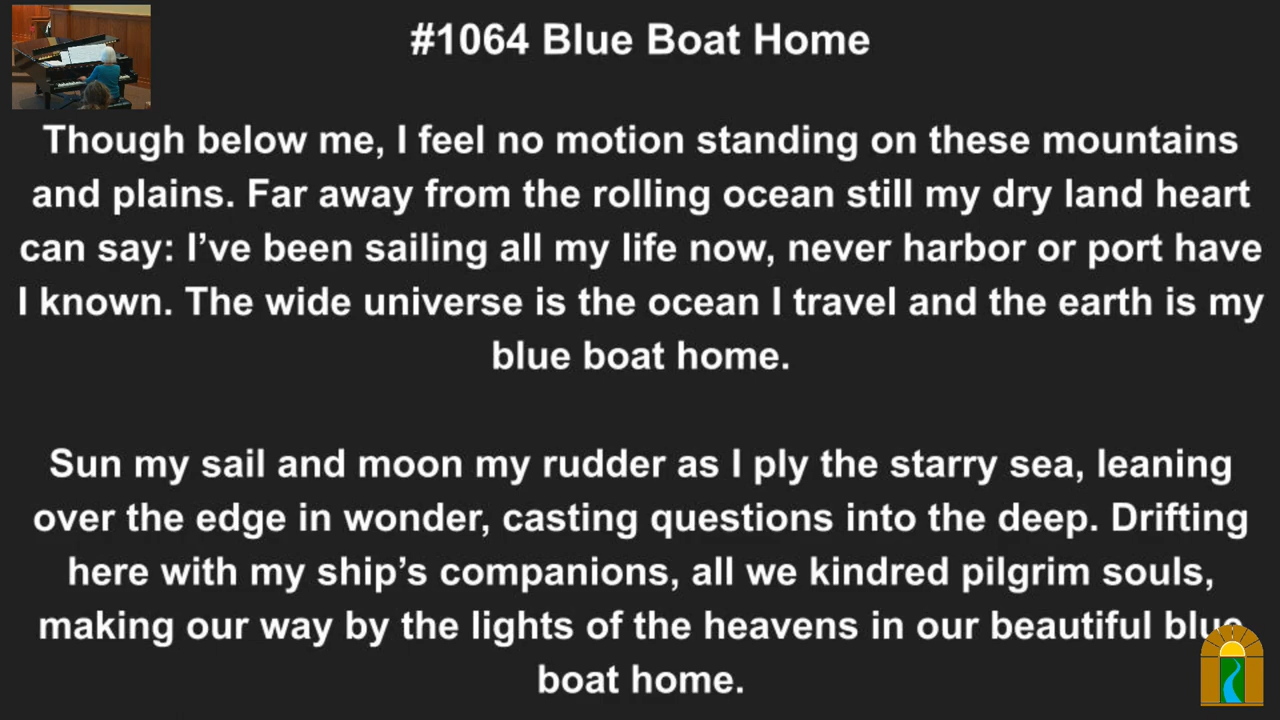 #1064 Blue Boat Home
Though below me, I feel no motion standing on these mountains
and plains. Far away from the rolling ocean still my dry land heart
can say: I’ve been sailing all my life now, never harbor or port have
I known. The wide universe is the ocean I travel and the earth is my
blue boat home.
Sun my sail and moon my rudder as I ply the starry sea, leaning
over the edge in wonder, casting questions into the deep. Drifting
here with my ship’s companions, all we kindred pilgrim souls,
making our way by the lights of the heavens in our beautiful blue
boat home.